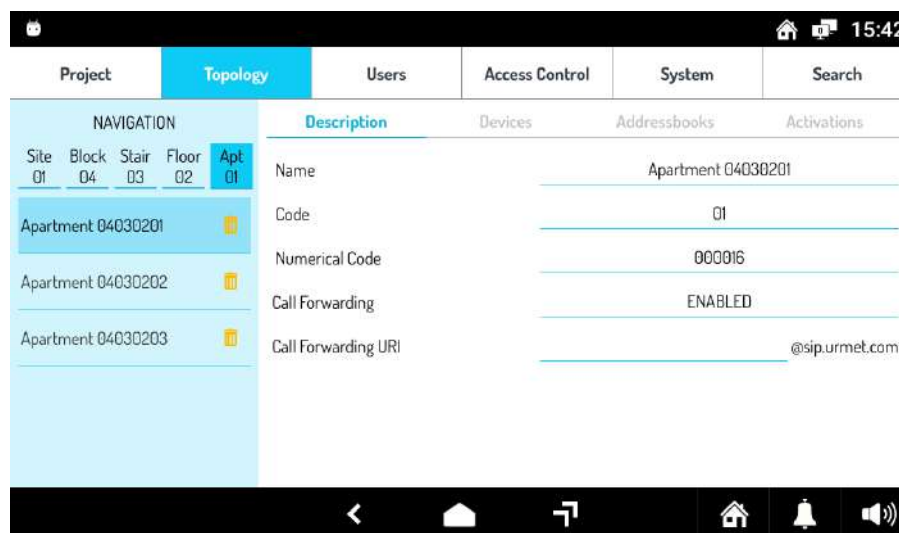 15:42
Project Topology Users Access Control System Search
NAVIGATION
Description Devices Addressbooks Activations
Site Block Stair Floor Apt
01 04 03 02 01
Name Apartment 04030201
Apartment 04030201
Code 01
Numerical Code 000016
Apartment 04030202
Call Forwarding ENABLED
Apartment 04030203
Call Forwarding URI @sip.urmet.com